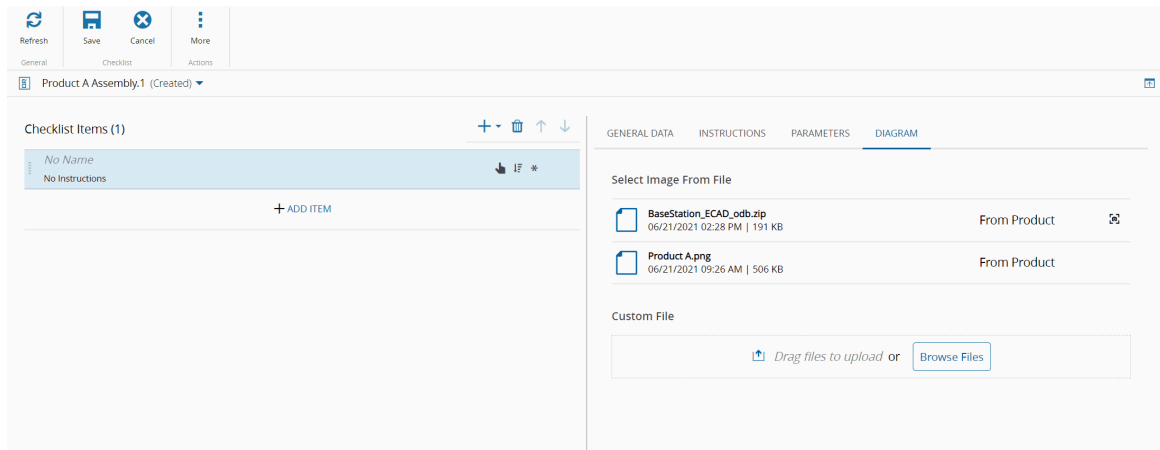 Refresh
Save
Cancel
More
General
Checklist
Actions
Product A Assembly.1 (Created)
Checklist Items (1)
No Name
No Instructions
ADD ITEM
GENERAL DATA
INSTRUCTIONS
PARAMETERS
DIAGRAM
Select Image From File
BaseStation_ECAD_odb.zip
06/21/2021 02:28 PM | 191 KB
From Product
Product A.png
06/21/2021 09:26 AM | 506 KB
From Product
Custom File
Drag files to upload or
Browse Files